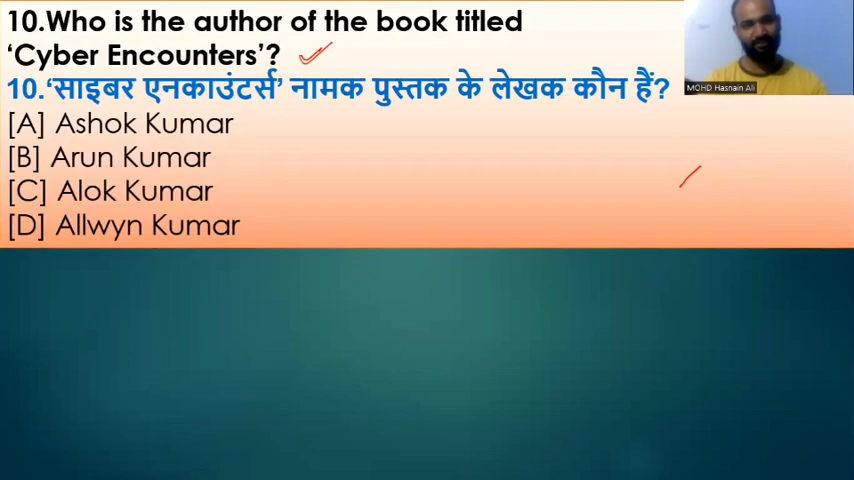 10.Who is the author of the book titled
‘Cyber Encounters’?
10.‘साइबर एनकाउंटर्स’ नामक पुस्तक के लेखक कौन हैं?
[A] Ashok Kumar
[B] Arun Kumar
[C] Alok Kumar
[D] Allwyn Kumar
MOHD Hasnain Ali